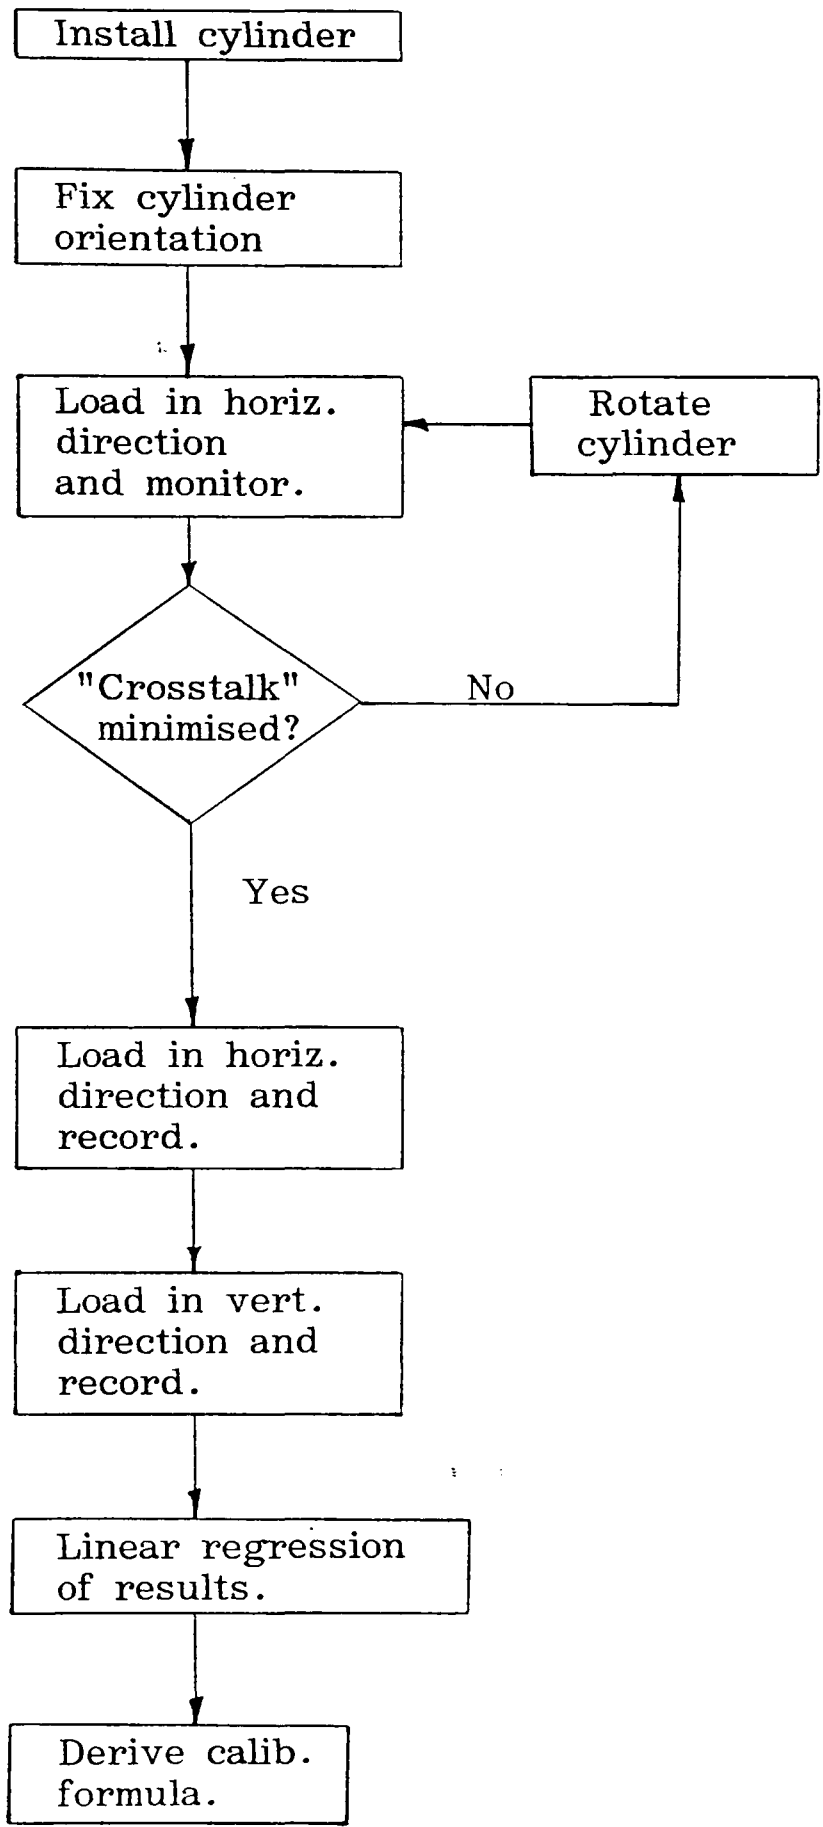 Install cylinder
Fix cylinder
orientation
Load in horiz.
direction
and monitor.
Rotate
cylinder
"Crosstalk"
minimised?
No
Yes
Load in horiz.
direction and
record.
Load in vert.
direction and
record.
Linear regression
of results.
Derive calib.
formula.